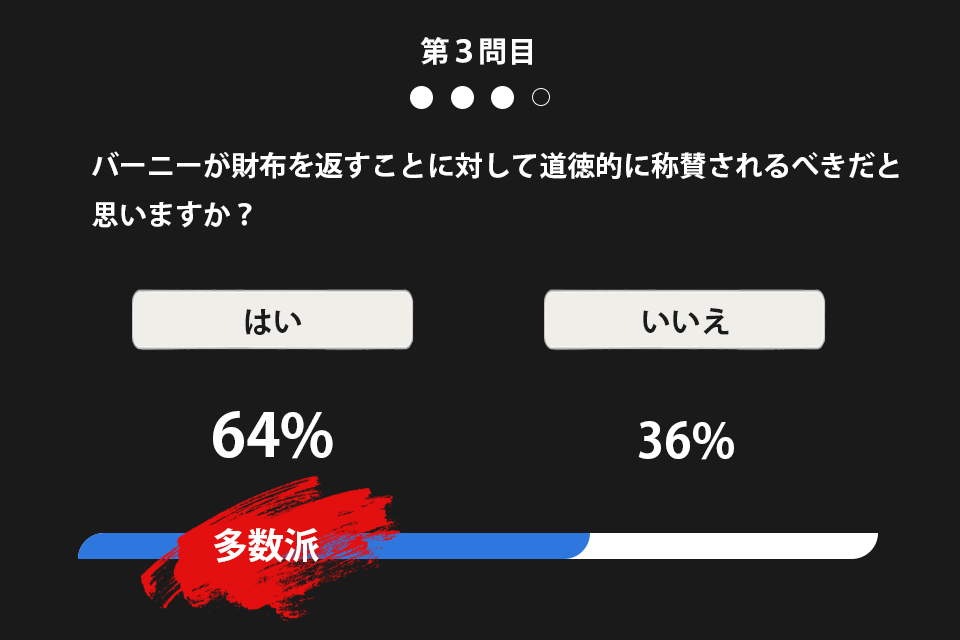 第3問目
バーニーが財布を返すことに対して道徳的に称賛されるべきだと
思いますか？
はい
いいえ
64%
36%
多数派